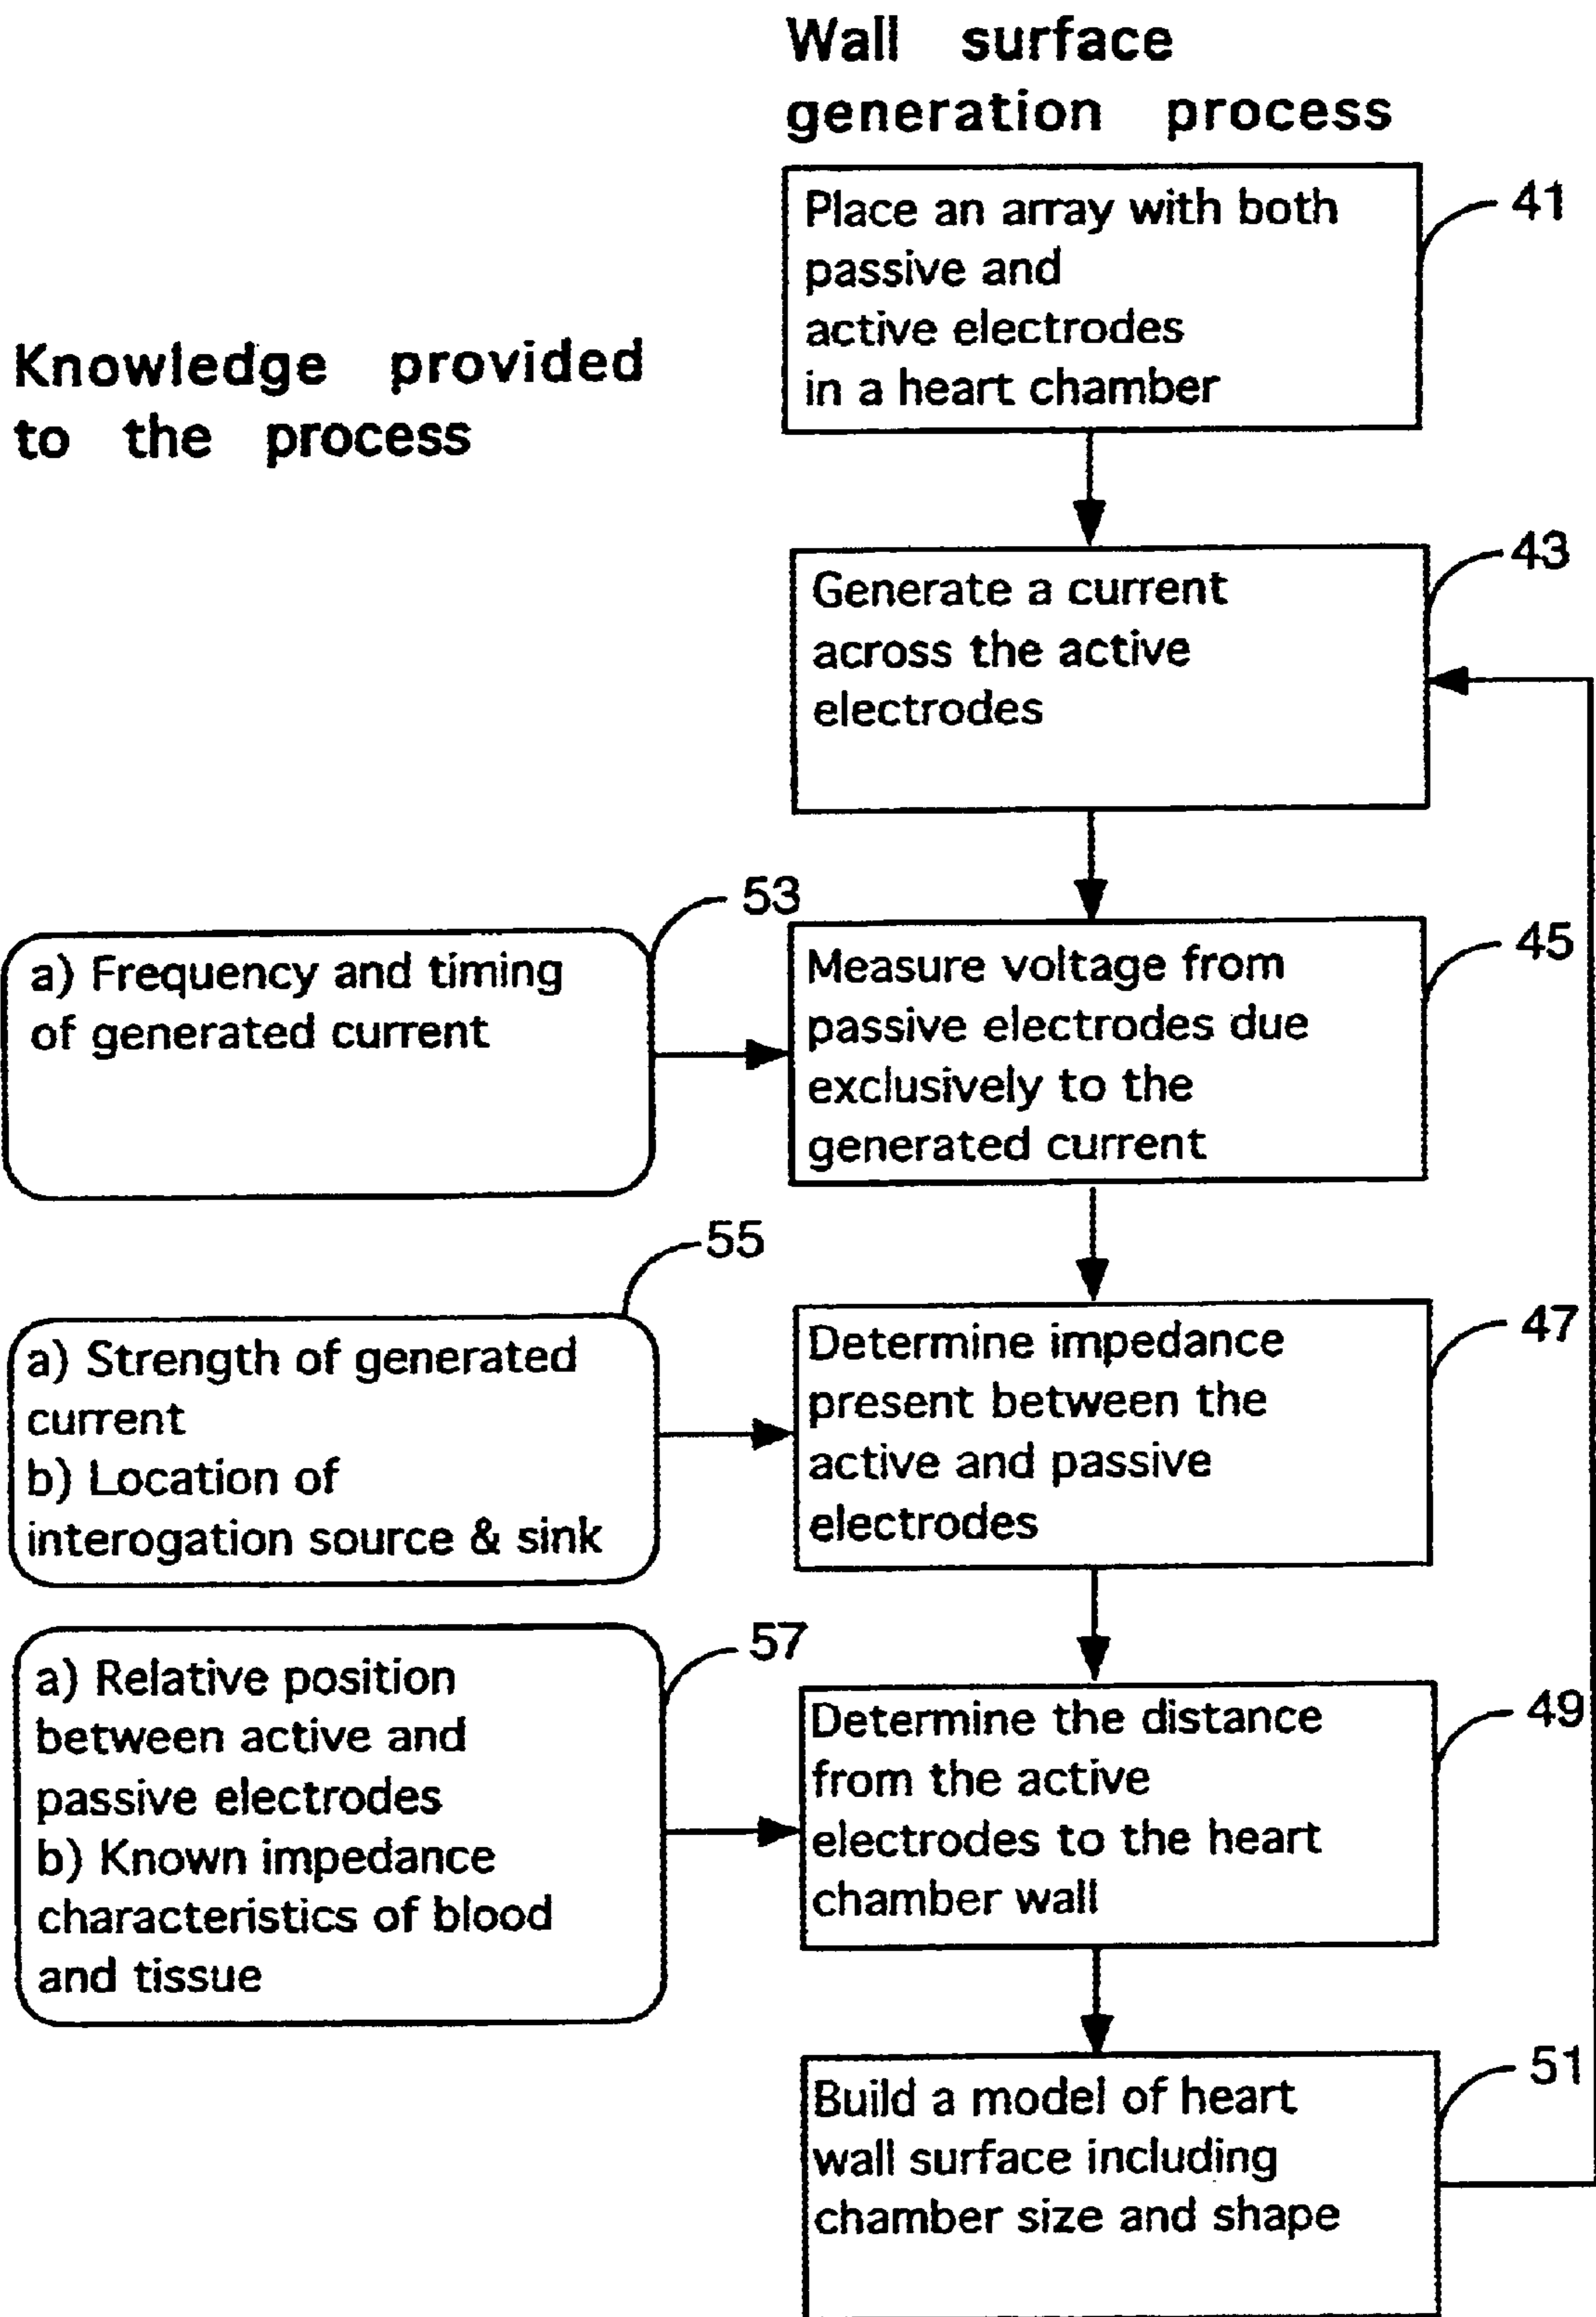 Wall surface
generation process
Place an array with both
passive and
active electrodes
in a heart chamber
41
Knowledge provided
to the process
Generate a current
across the active
electrodes
43
53
a) Frequency and timing
of generated current
Measure voltage from
passive electrodes due
exclusively to the
generated current
45
55
a) Strength of generated
current
b) Location of
interogation source & sink
Determine impedance
present between the
active and passive
electrodes
47
57
a) Relative position
between active and
passive electrodes
b) Known impedance
characteristics of blood
and tissue
Determine the distance
from the active
electrodes to the heart
chamber wall
49
Build a model of heart
wall surface including
chamber size and shape
51